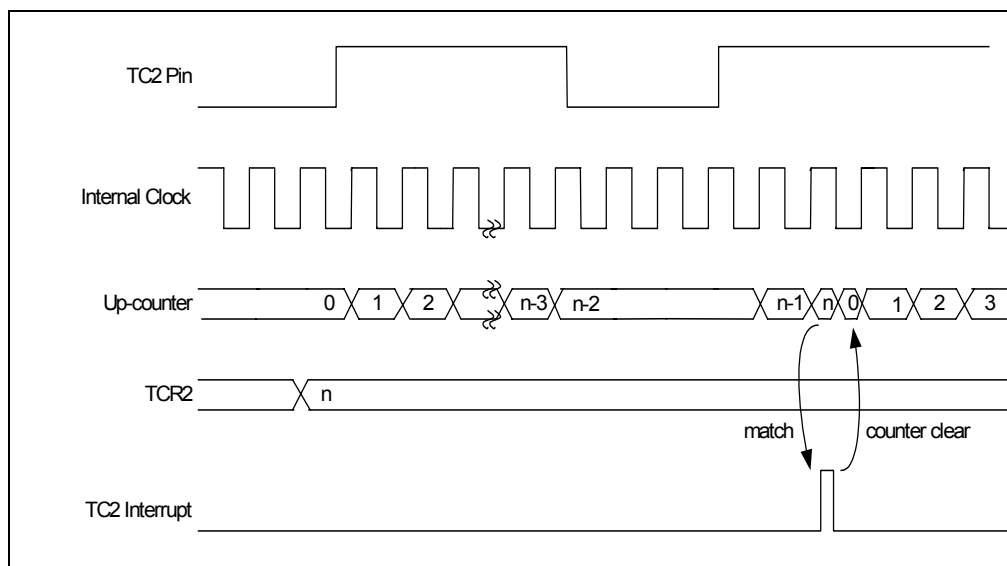 TC2 Pin
Internal Clock
Up-counter 0 1 2 n-3 n-2 n-1 n 0 1 2 3
TCR2 n
match counter clear
TC2 Interrupt